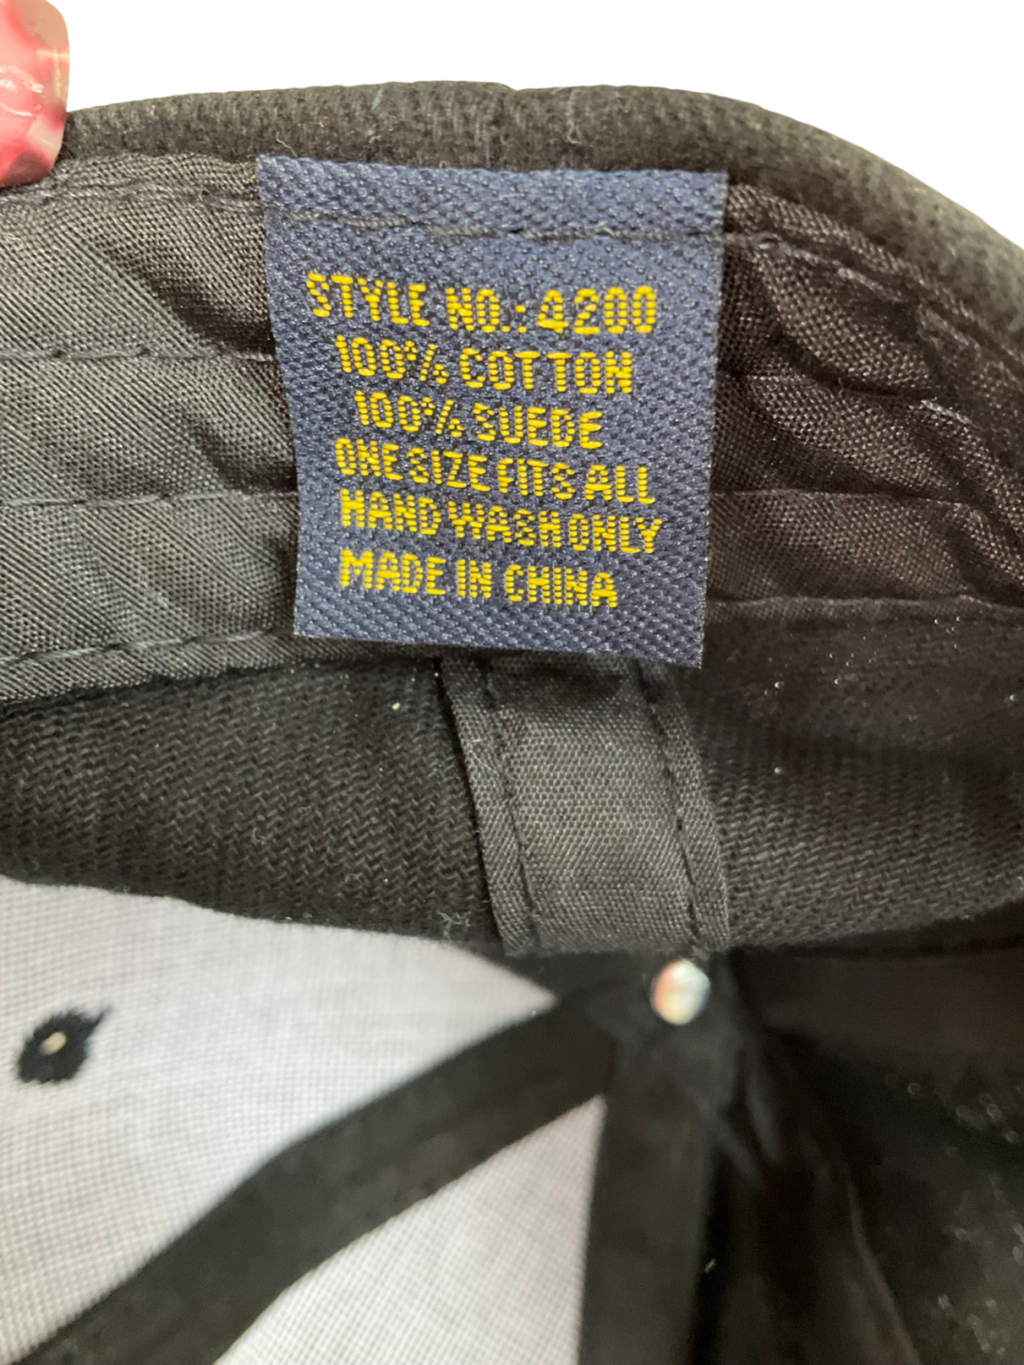 STYLE NO.: 4200
100% COTTON
100% SUEDE
ONE SIZE FITS ALL
HAND WASH ONLY
MADE IN CHINA